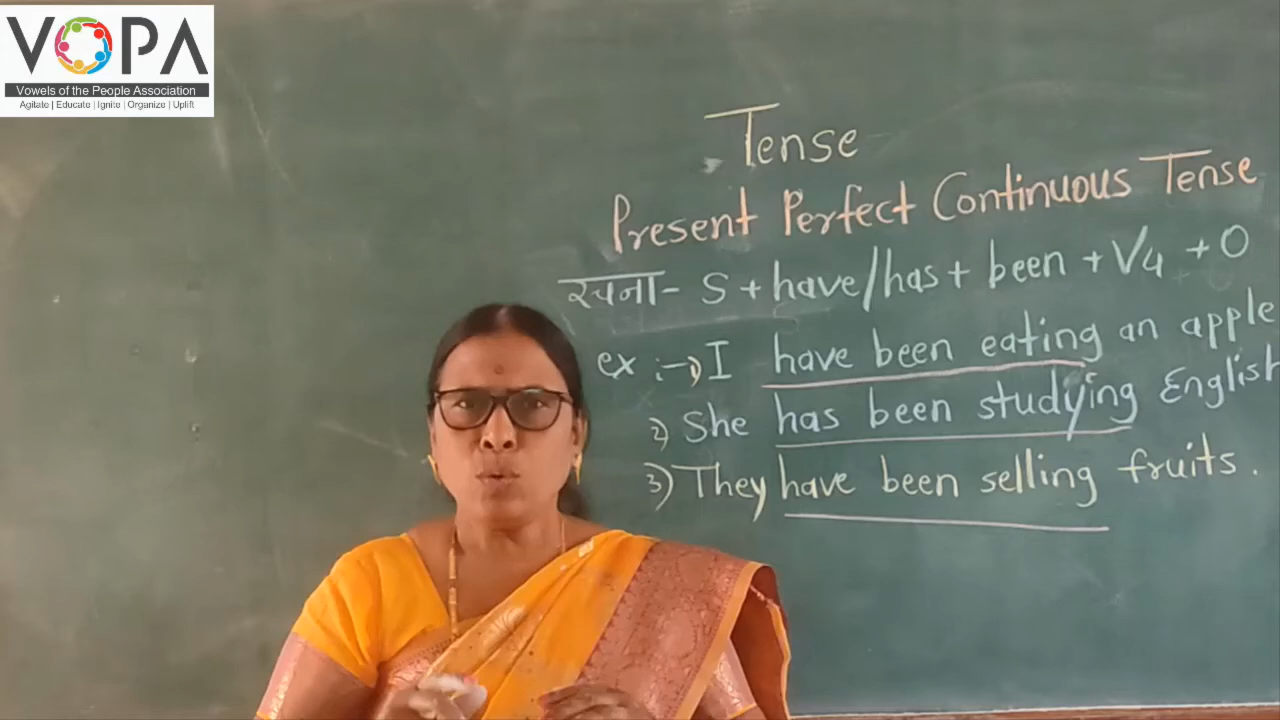 VOPA
Vowels of the People Association
Agitate | Educate | Ignite | Organize | Uplift
Tense
Present Perfect Continuous Tense
रचना- S + have/has + been + V4 + O
ex :-1) I have been eating an apple
2) She has been studying English
3) They have been selling fruits.